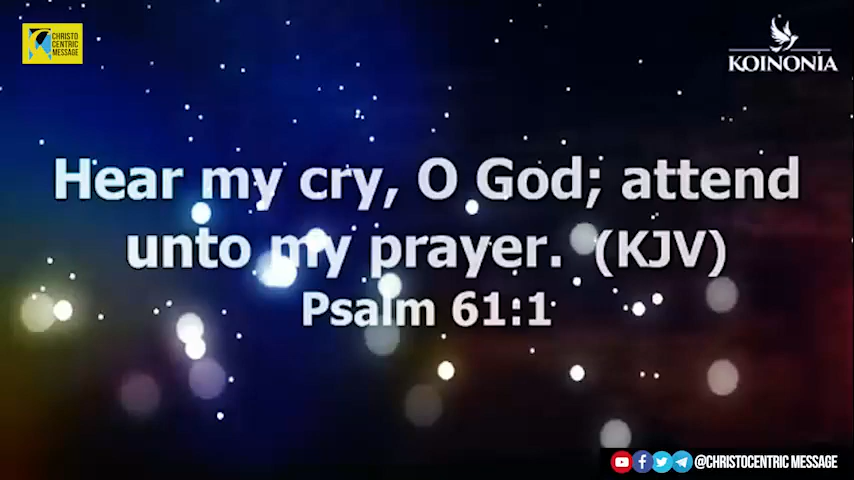 CHRISTO
CENTRIC
MESSAGE
KOINONIA
Hear my cry, O God; attend
unto my prayer. (KJV)
Psalm 61:1
@CHRISTOCENTRIC MESSAGE